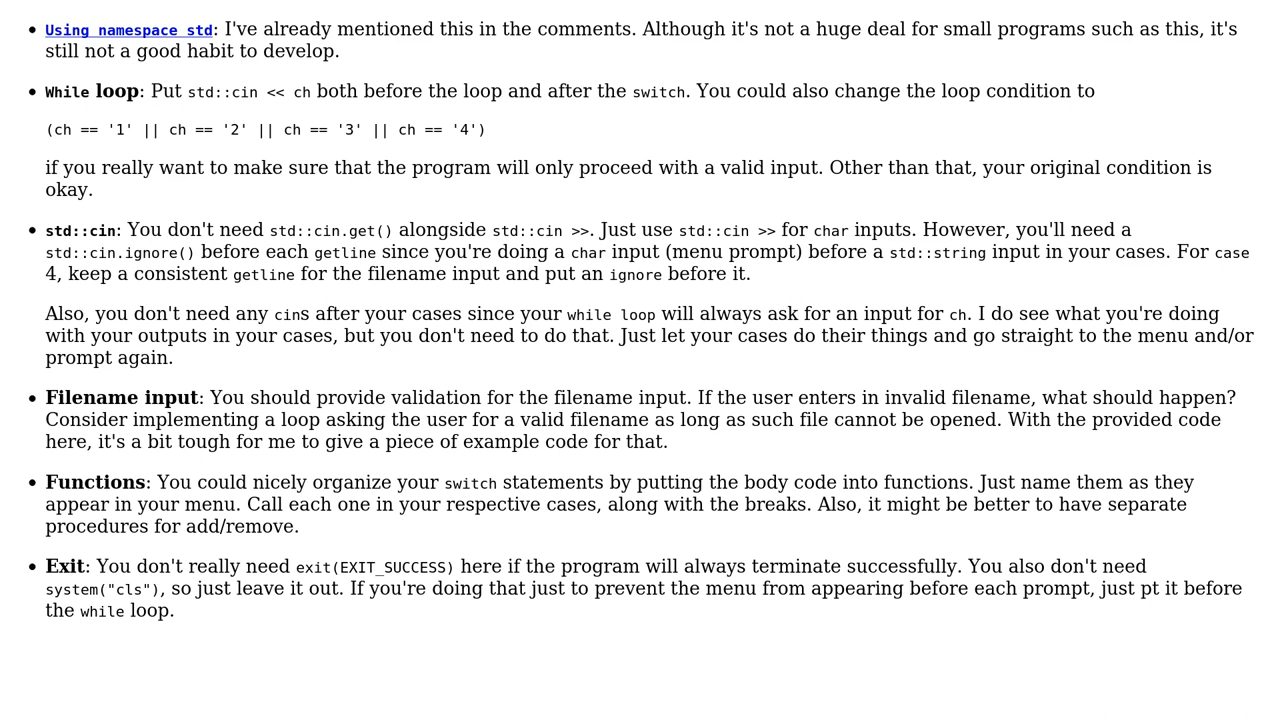 • Using namespace std: I've already mentioned this in the comments. Although it's not a huge deal for small programs such as this, it's
still not a good habit to develop.
• While loop: Put std::cin << ch both before the loop and after the switch. You could also change the loop condition to
(ch == '1' || ch == '2' || ch == '3' || ch == '4')
if you really want to make sure that the program will only proceed with a valid input. Other than that, your original condition is
okay.
• std::cin: You don't need std::cin.get() alongside std::cin >>. Just use std::cin >> for char inputs. However, you'll need a
std::cin.ignore() before each getline since you're doing a char input (menu prompt) before a std::string input in your cases. For case
4, keep a consistent getline for the filename input and put an ignore before it.
Also, you don't need any cins after your cases since your while loop will always ask for an input for ch. I do see what you're doing
with your outputs in your cases, but you don't need to do that. Just let your cases do their things and go straight to the menu and/or
prompt again.
• Filename input: You should provide validation for the filename input. If the user enters in invalid filename, what should happen?
Consider implementing a loop asking the user for a valid filename as long as such file cannot be opened. With the provided code
here, it's a bit tough for me to give a piece of example code for that.
• Functions: You could nicely organize your switch statements by putting the body code into functions. Just name them as they
appear in your menu. Call each one in your respective cases, along with the breaks. Also, it might be better to have separate
procedures for add/remove.
• Exit: You don't really need exit(EXIT_SUCCESS) here if the program will always terminate successfully. You also don't need
system("cls"), so just leave it out. If you're doing that just to prevent the menu from appearing before each prompt, just pt it before
the while loop.